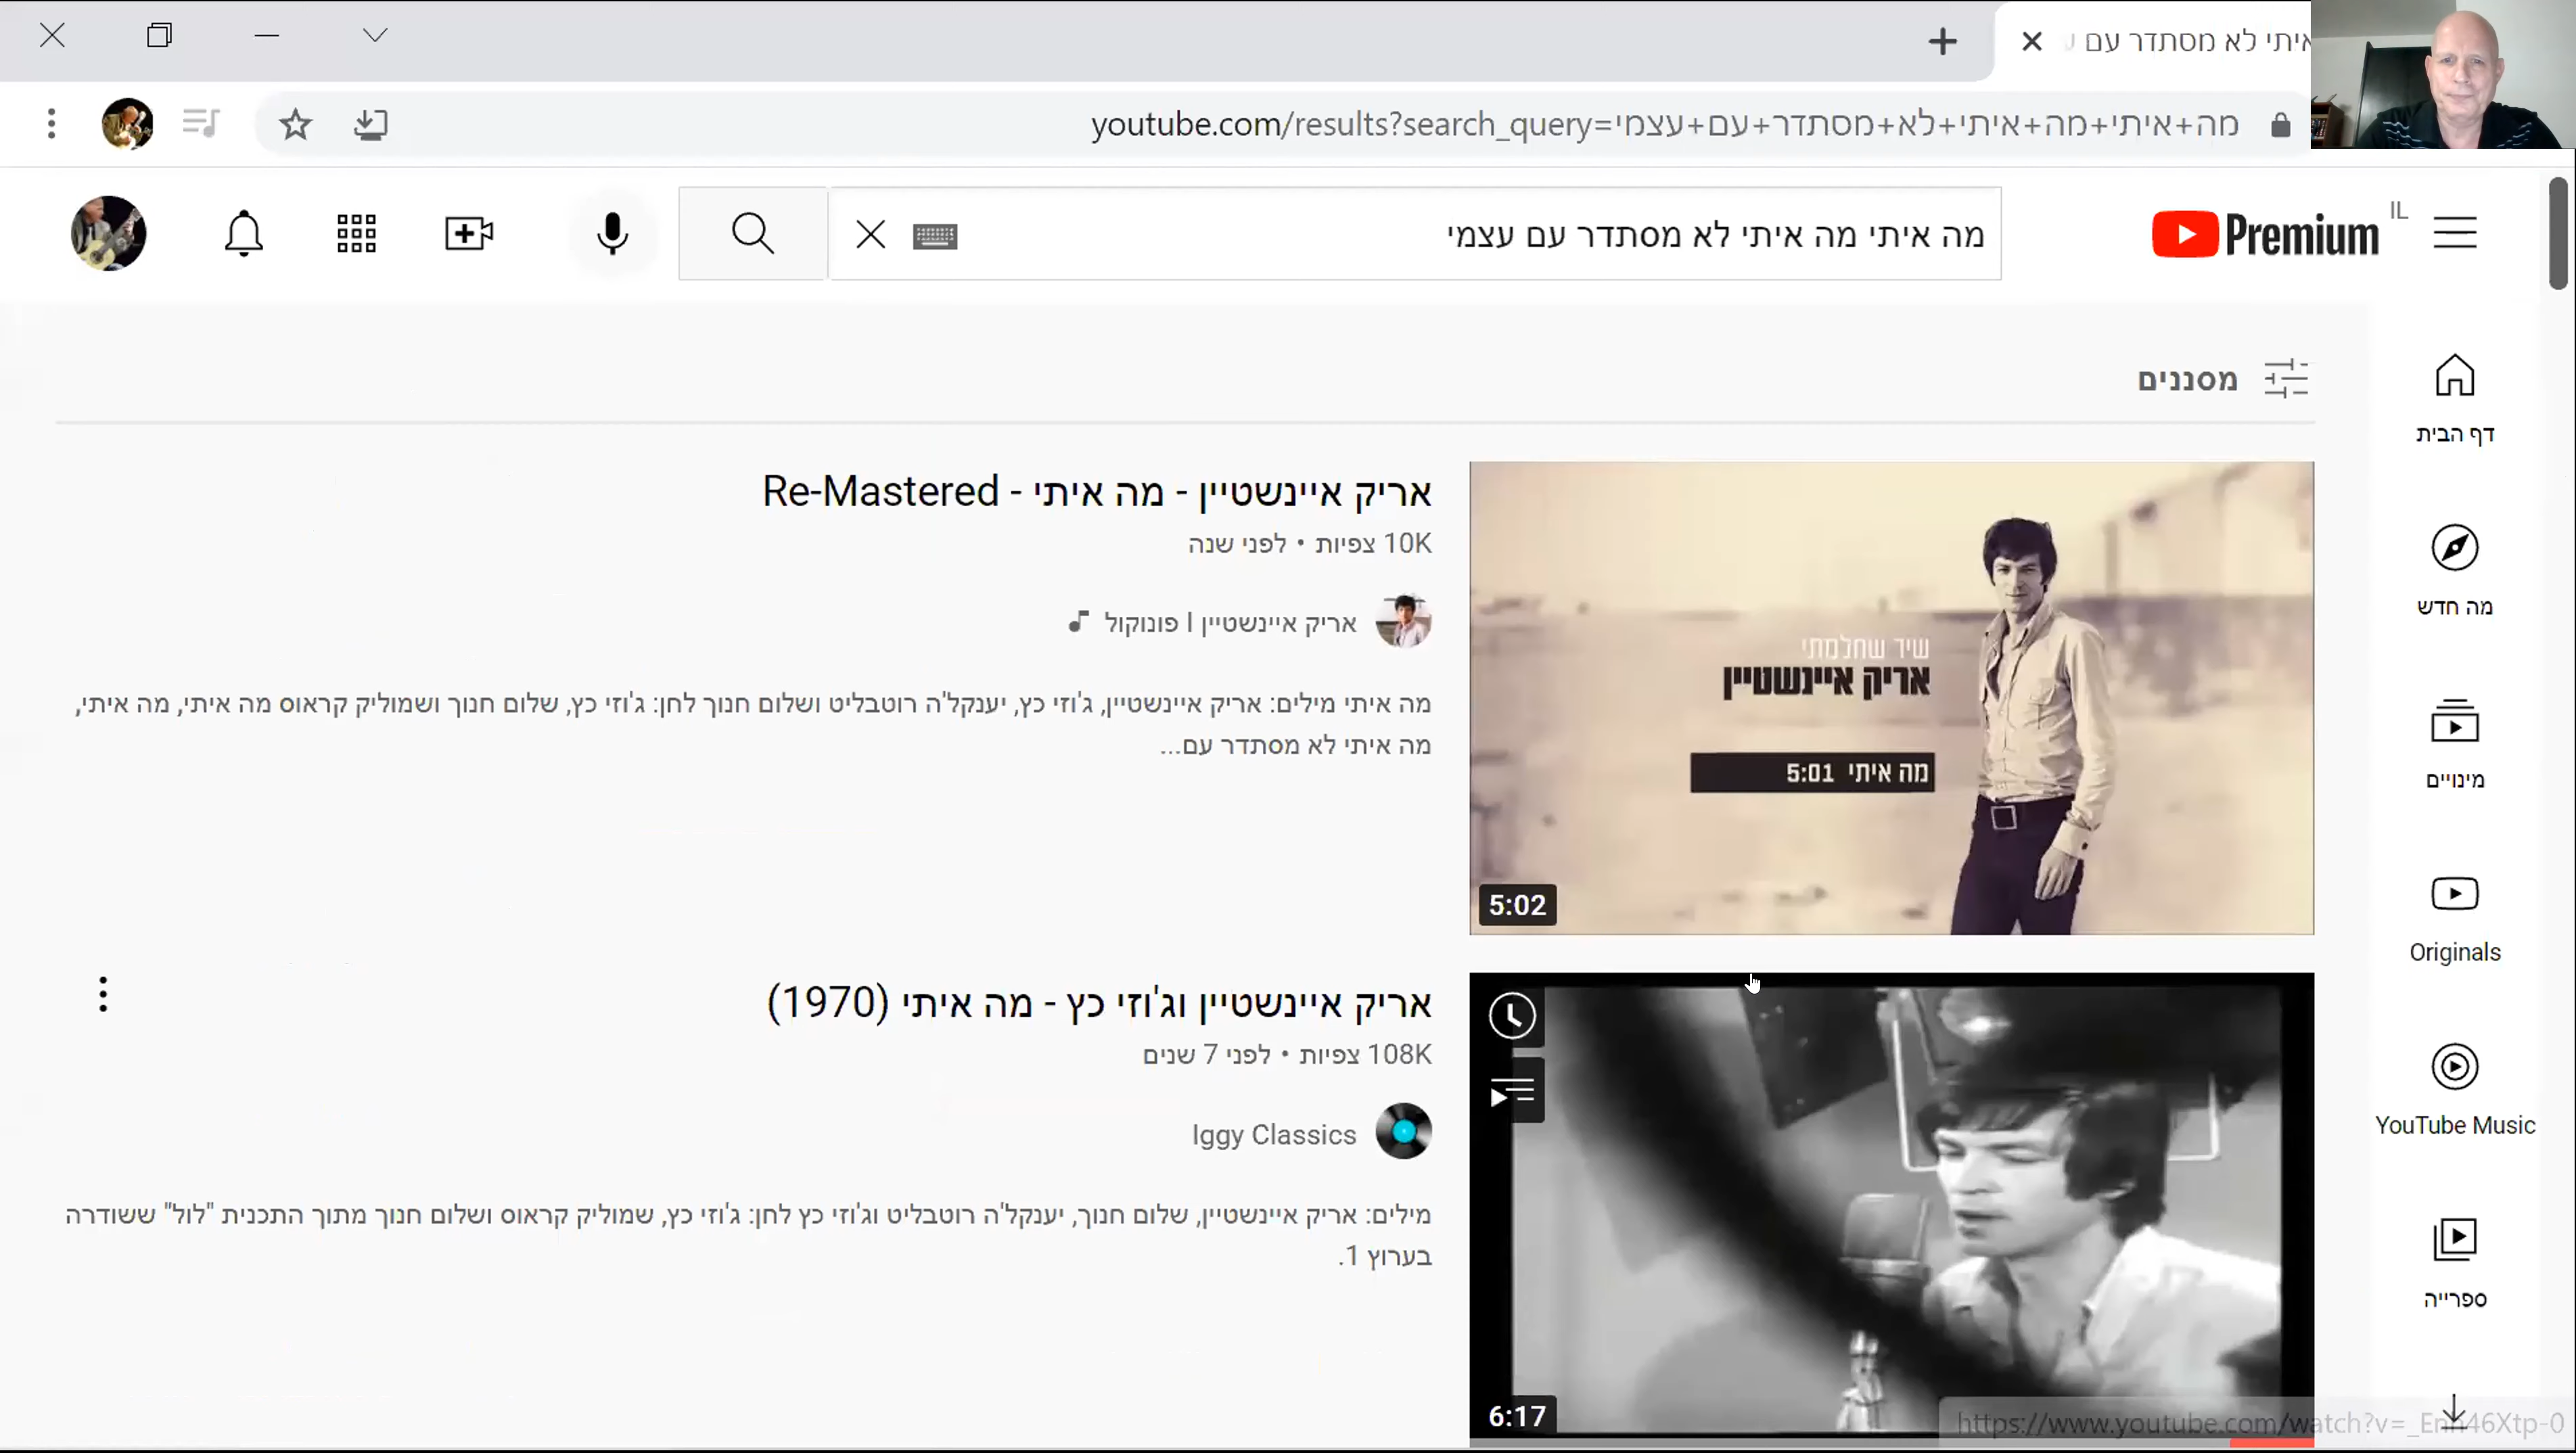 איתי לא מסתדר עם
youtube.com/results?search_query=מה+איתי+מה+איתי+לא+מסתדר+עם+עצמי
Premium IL
מה איתי מה איתי לא מסתדר עם עצמי
מסננים
דף הבית
מה חדש
מינויים
Originals
YouTube Music
ספרייה
שיר שחלמתי
אריק איינשטיין
מה איתי 5:01
5:02
אריק איינשטיין - מה איתי - Re-Mastered
10K צפיות • לפני שנה
אריק איינשטיין | פונוקול
מה איתי מילים: אריק איינשטיין, ג'וזי כץ, יענקל'ה רוטבליט ושלום חנוך לחן: ג'וזי כץ, שלום חנוך ושמוליק קראוס מה איתי, מה איתי,
מה איתי לא מסתדר עם...
6:17
אריק איינשטיין וג'וזי כץ - מה איתי (1970)
108K צפיות • לפני 7 שנים
Iggy Classics
מילים: אריק איינשטיין, שלום חנוך, יענקל'ה רוטבליט וג'וזי כץ לחן: ג'וזי כץ, שמוליק קראוס ושלום חנוך מתוך התכנית "לול" ששודרה
בערוץ 1.